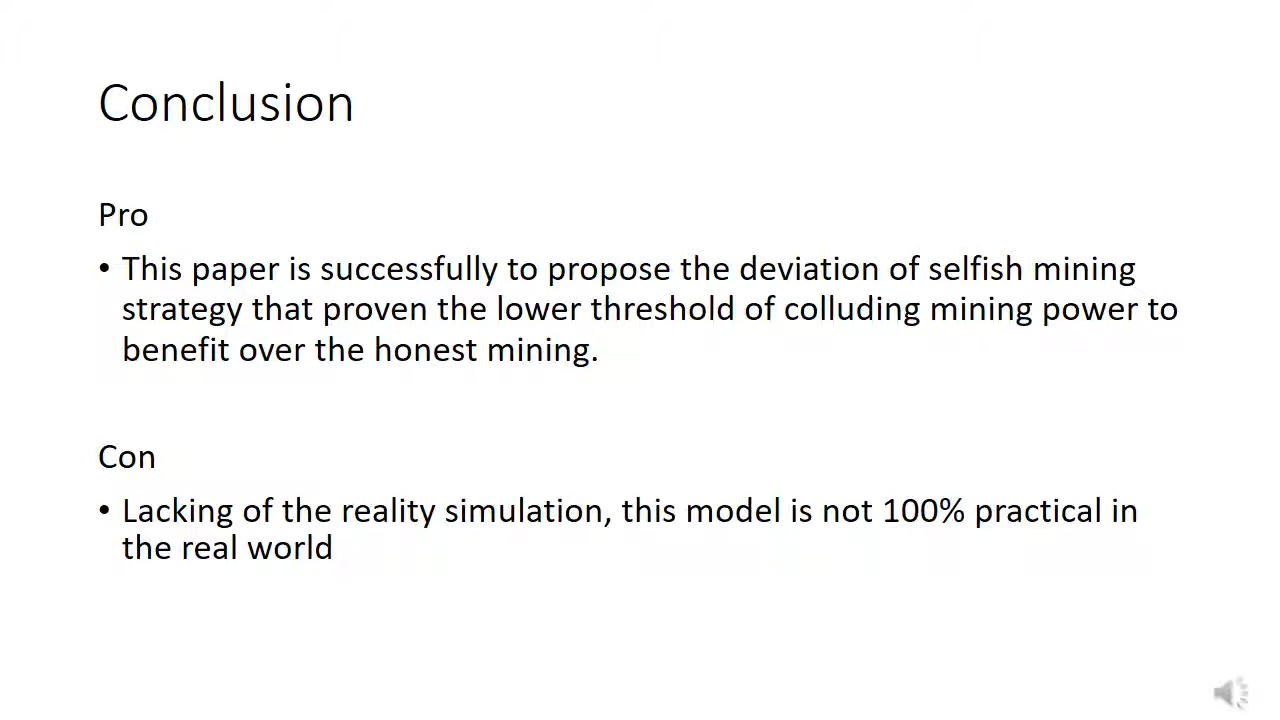 Conclusion
Pro
• This paper is successfully to propose the deviation of selfish mining
strategy that proven the lower threshold of colluding mining power to
benefit over the honest mining.
Con
• Lacking of the reality simulation, this model is not 100% practical in
the real world